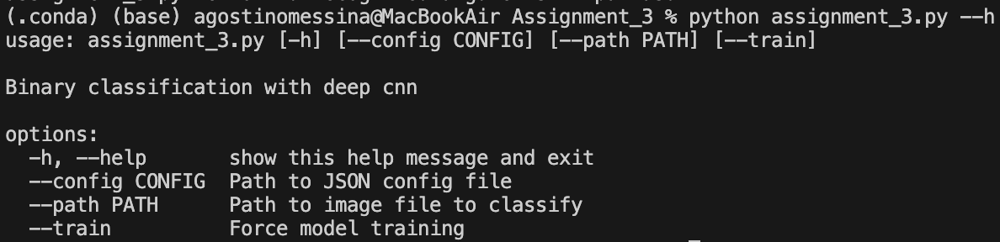 (.conda) (base) agostinomessina@MacBookAir Assignment_3 % python assignment_3.py --h
usage: assignment_3.py [-h] [--config CONFIG] [--path PATH] [--train]
Binary classification with deep cnn
options:
-h, --help show this help message and exit
--config CONFIG Path to JSON config file
--path PATH Path to image file to classify
--train Force model training